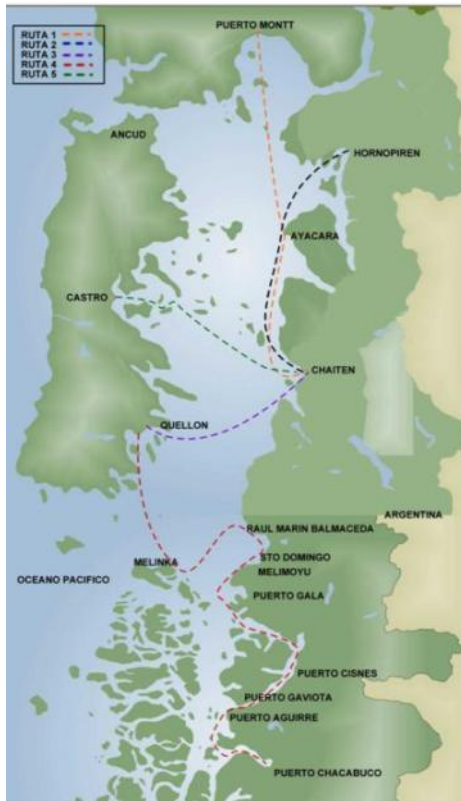 PUERTO MONTT
RUTA 1
RUTA 2
RUTA 3
RUTA 4
RUTA 5
ANCUD
HORNOPIREN
AYACARA
CASTRO
CHAITEN
QUELLON
ARGENTINA
RAUL MARIN BALMACEDA
STO DOMINGO
MELINKA
MELIMOYU
OCEANO PACIFICO
PUERTO GALA
PUERTO CISNES
PUERTO GAVIOTA
PUERTO AGUIRRE
PUERTO CHACABUCO